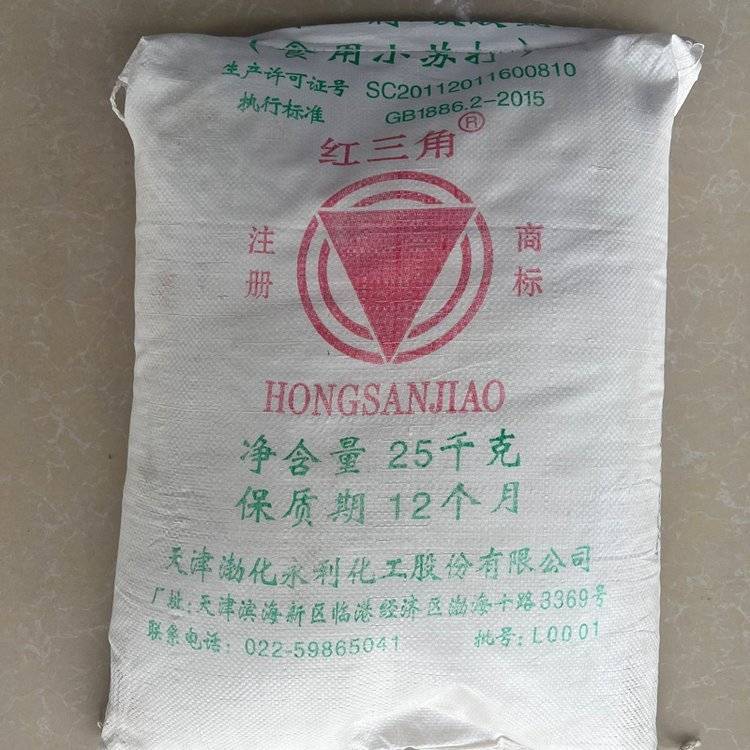 （食用小苏打）
生产许可证号 SC20112011600810
执行标准 GB1886.2-2015
红三角®
注册 商标
HONGSANJIAO
净含量 25千克
保质期 12个月
天津渤化永利化工股份有限公司
厂址：天津滨海新区临港经济区渤海十路3369号
联系电话：022-59865041 批号：L0001